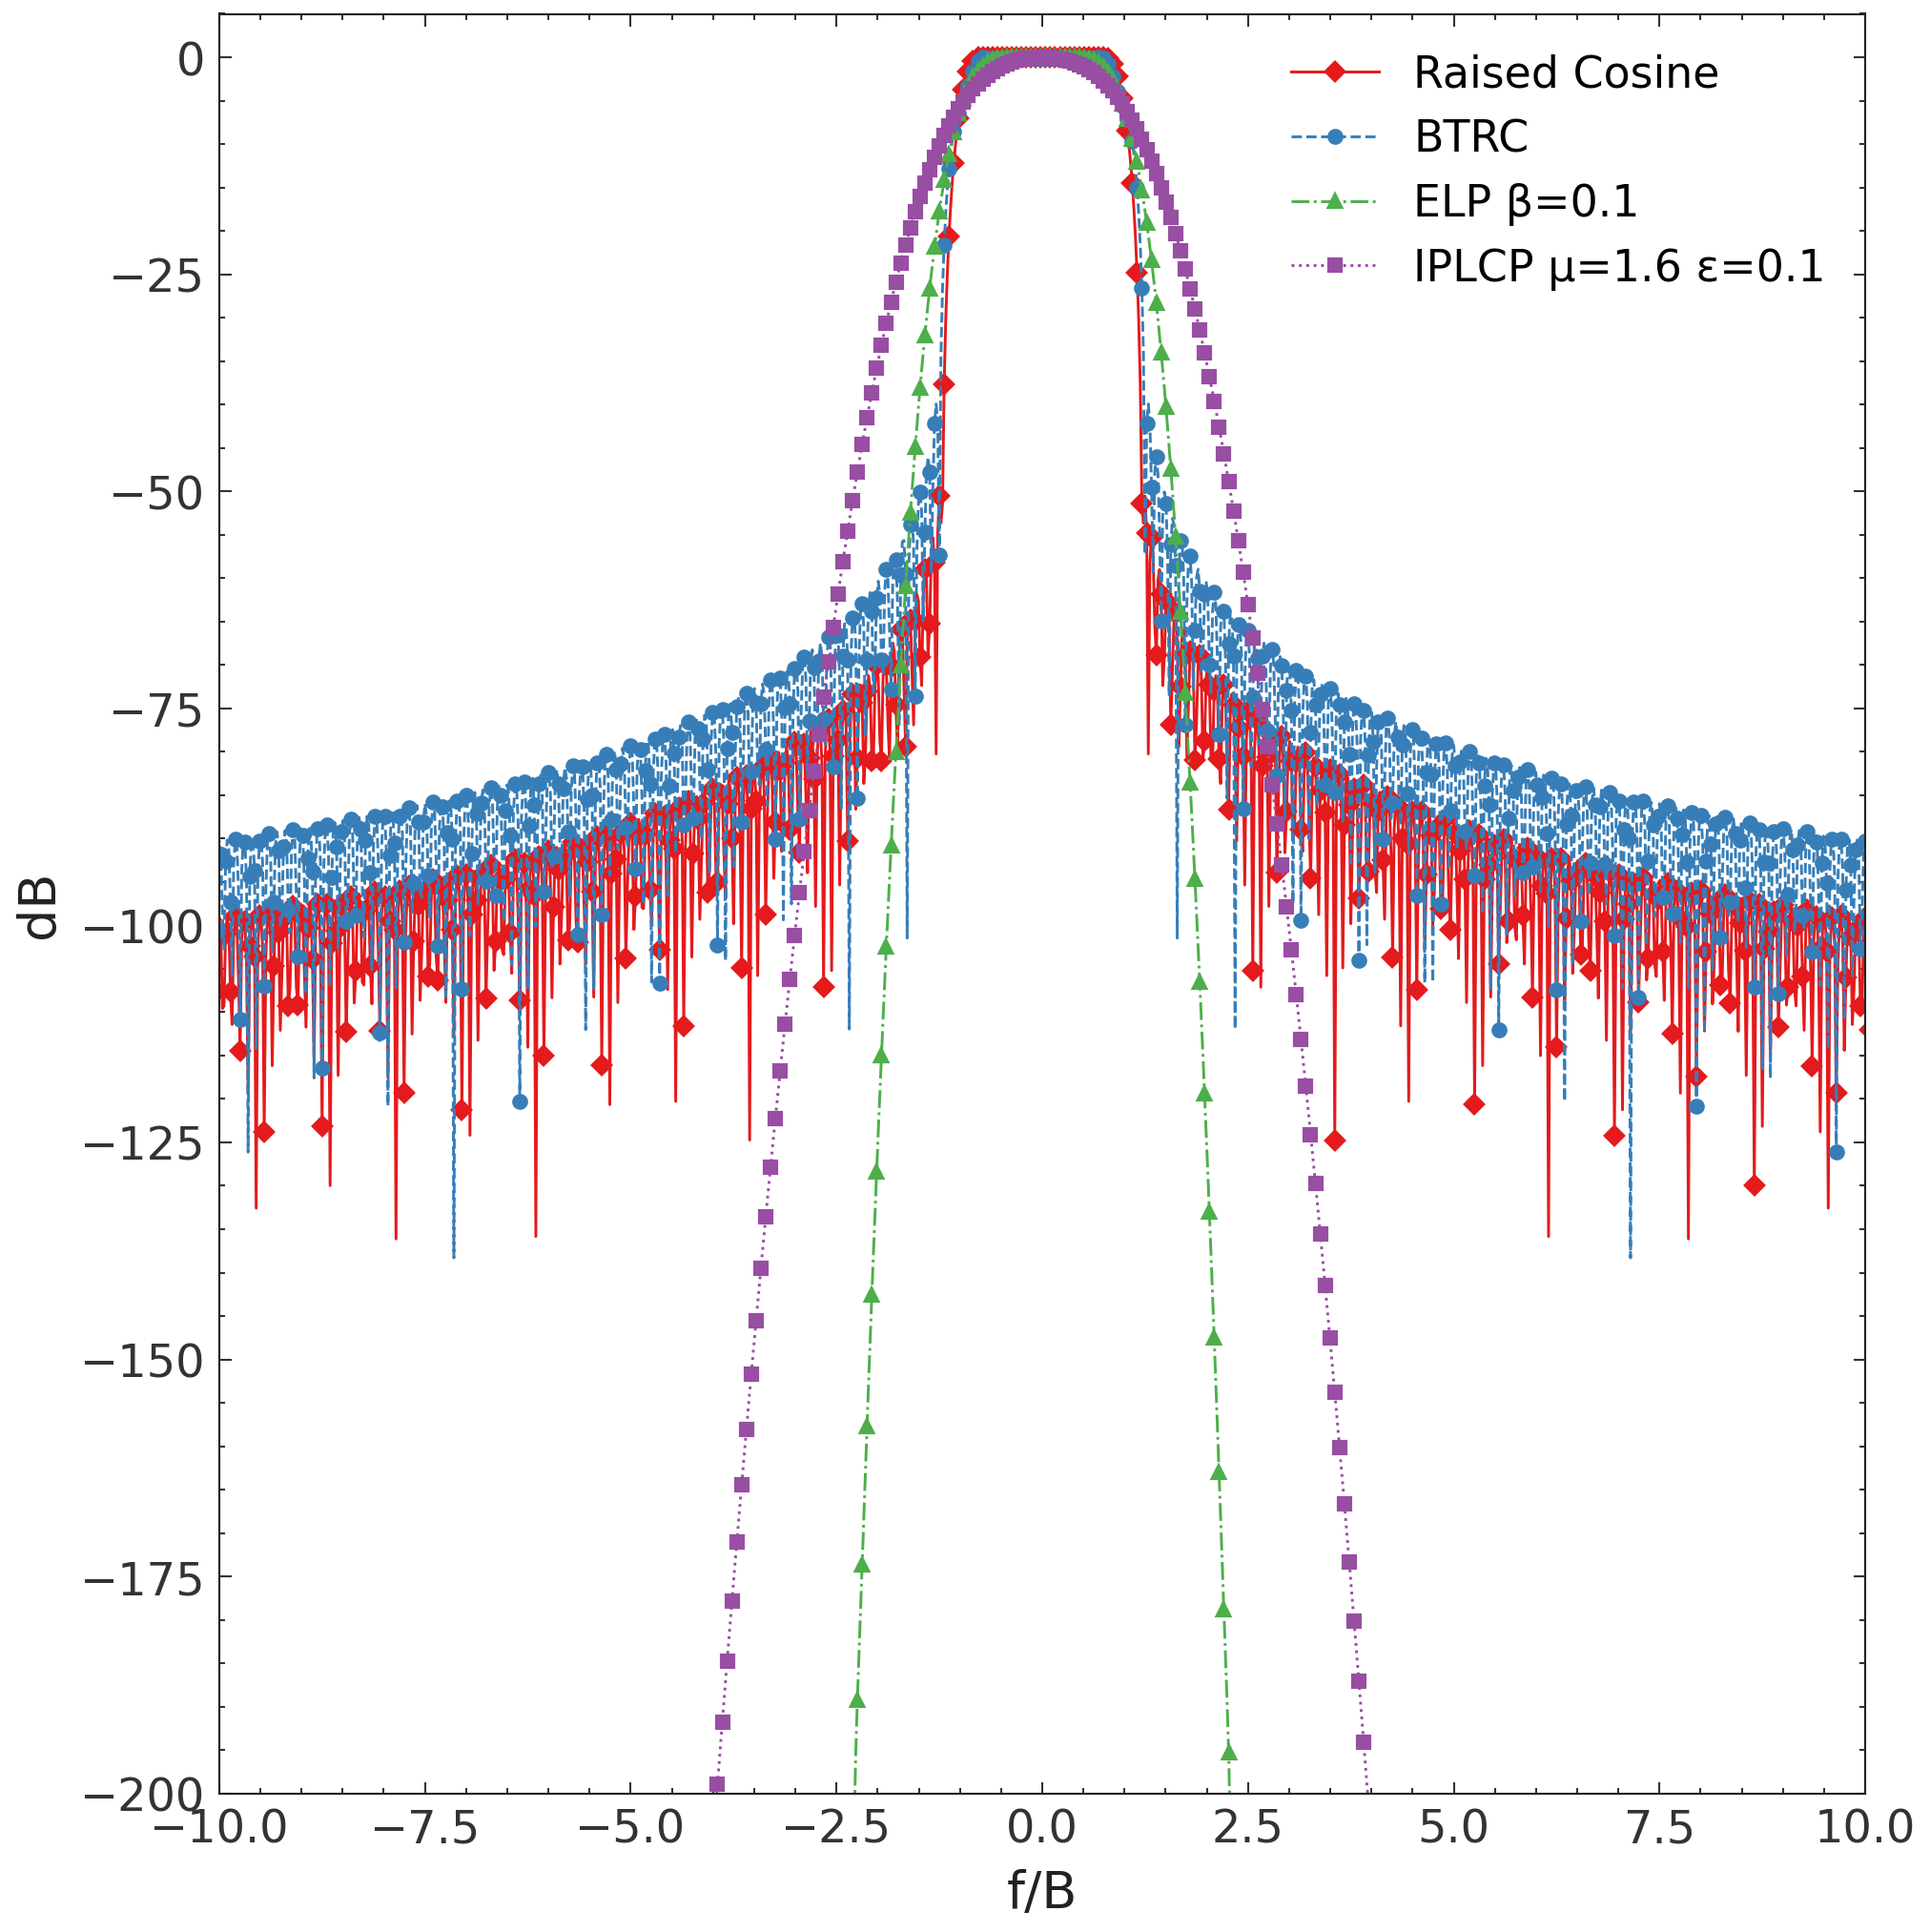 Raised Cosine
BTRC
ELP β=0.1
IPLCP μ=1.6 ε=0.1
dB
0
−25
−50
−75
−100
−125
−150
−175
−200
−10.0 −7.5 −5.0 −2.5 0.0 2.5 5.0 7.5 10.0
f/B